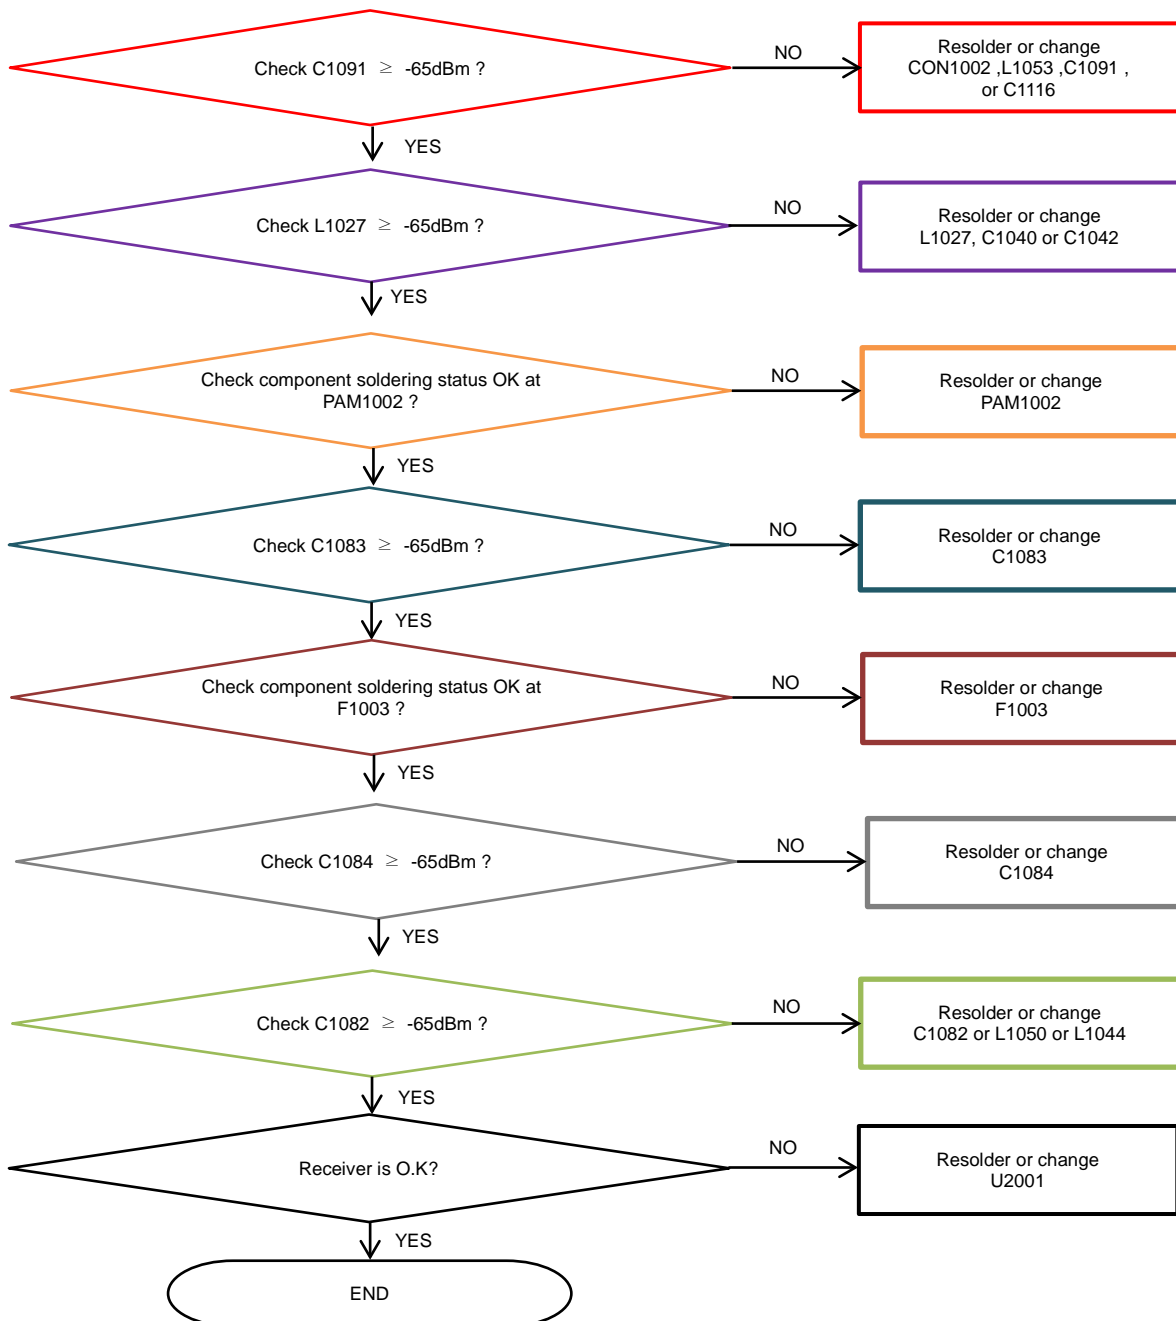 Check C1091 ≥ -65dBm ?
NO
Resolder or change
CON1002 ,L1053 ,C1091 ,
or C1116
YES
Check L1027 ≥ -65dBm ?
NO
Resolder or change
L1027, C1040 or C1042
YES
Check component soldering status OK at
PAM1002 ?
NO
Resolder or change
PAM1002
YES
Check C1083 ≥ -65dBm ?
NO
Resolder or change
C1083
YES
Check component soldering status OK at
F1003 ?
NO
Resolder or change
F1003
YES
Check C1084 ≥ -65dBm ?
NO
Resolder or change
C1084
YES
Check C1082 ≥ -65dBm ?
NO
Resolder or change
C1082 or L1050 or L1044
YES
Receiver is O.K?
NO
Resolder or change
U2001
YES
END